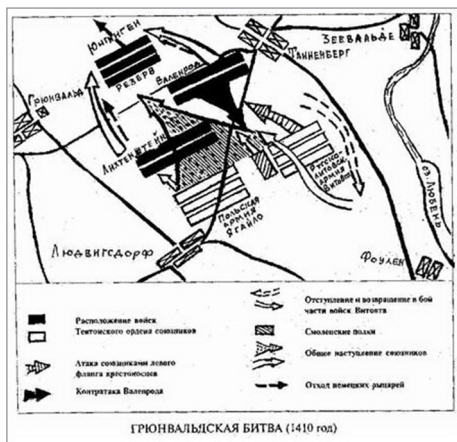 Юнгинген
Резерв
Валенрод
Танненберг
Зеевальде
Грюнвальд
Лихтенштейн
Русско-
литовск.
армия
Витовта
Польская
армия
Ягайло
оз. Любень
Людвигсдорф
Фоулен
Расположение войск
Тевтонского ордена союзников
Атака союзниками левого
фланга крестоносцев
Контратака Валенрода
Отступление и возвращение в бой
части войск Витовта
Смоленские полки
Общее наступление союзников
Отход немецких рыцарей
ГРЮНВАЛЬДСКАЯ БИТВА (1410 год)